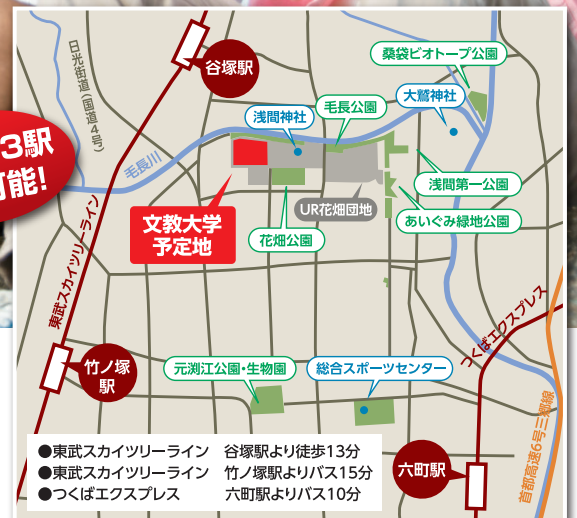 3駅
可能!
谷塚駅
日光街道(国道4号)
桑袋ビオトープ公園
大鷲神社
毛長公園
浅間神社
毛長川
浅間第一公園
UR花畑団地
あいぐみ緑地公園
文教大学
予定地
花畑公園
東武スカイツリーライン
つくばエクスプレス
竹ノ塚
駅
元渕江公園・生物園
総合スポーツセンター
首都高速6号三郷線
六町駅
●東武スカイツリーライン 谷塚駅より徒歩13分
●東武スカイツリーライン 竹ノ塚駅よりバス15分
●つくばエクスプレス 六町駅よりバス10分